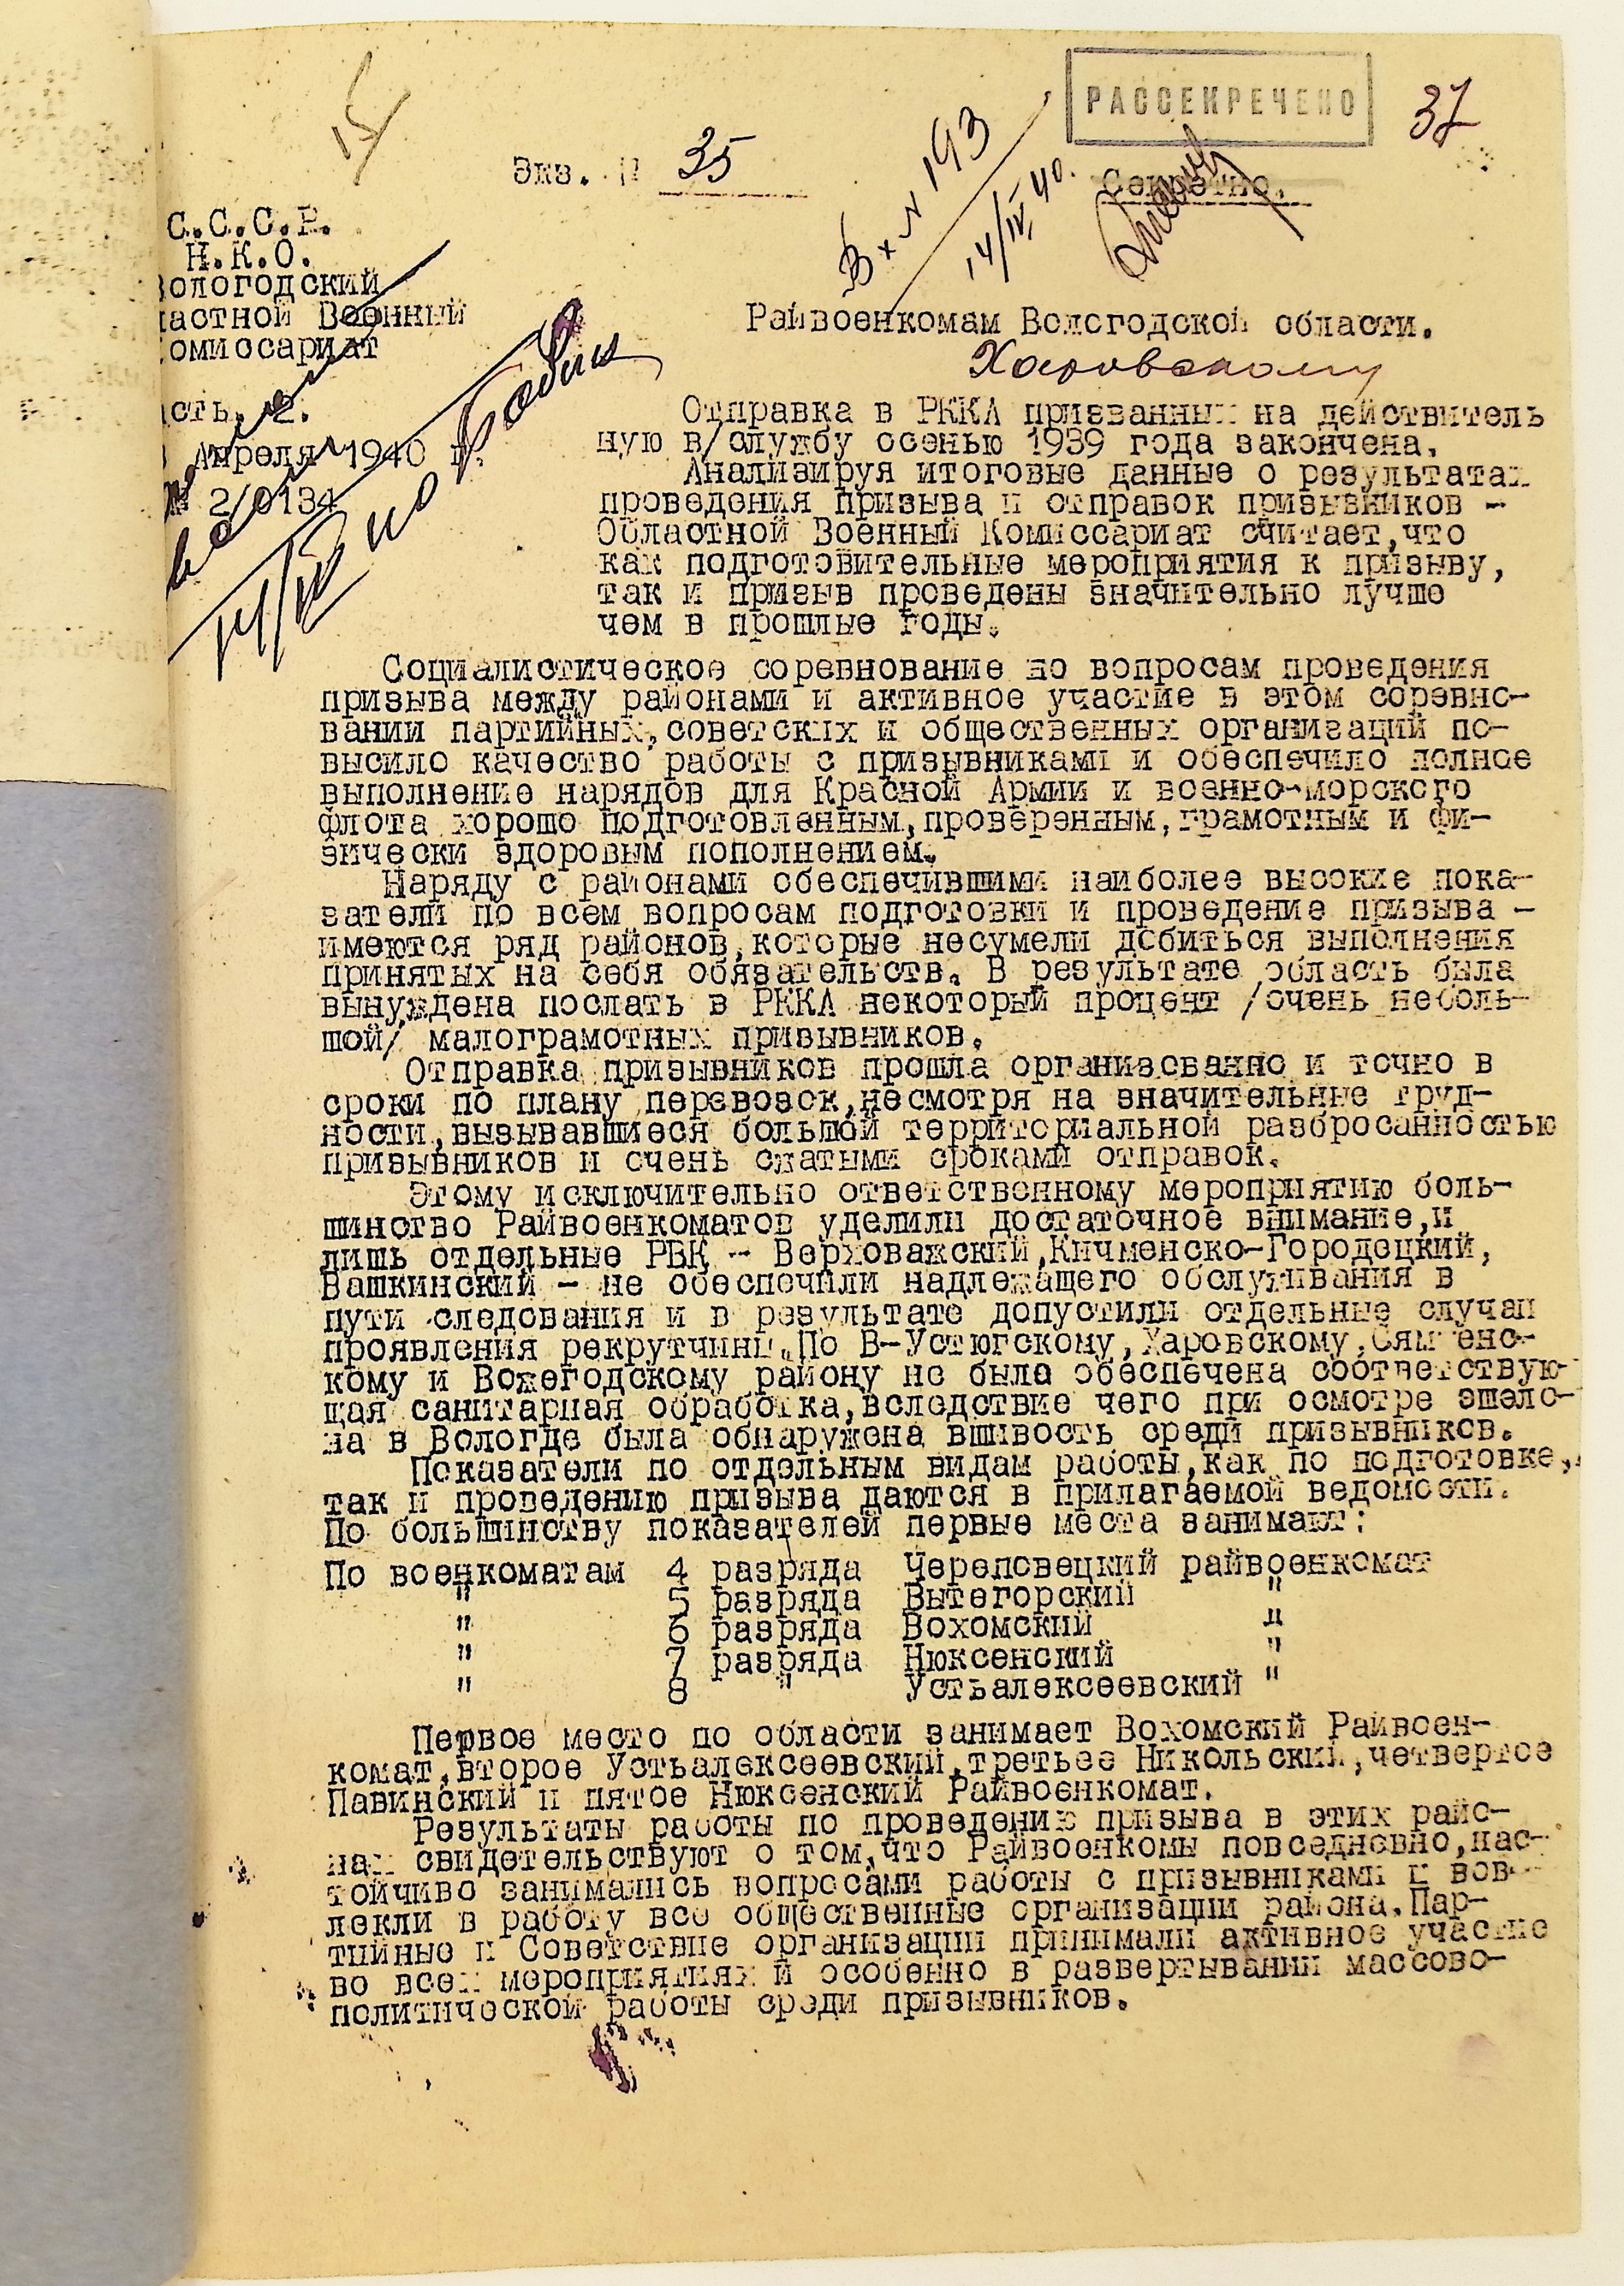 РАССЕКРЕЧЕНО
37
15
Экз. № 35
Секретно.
Вх N 193
14/IV 40.
С.С.С.Р.
Н.К.О.
ологодский
астной Военный
омиссариат
сть, 2.
Апреля 1940 г.
№ 2/0134
Райвоенкомам Вологодской области.
Харовскому
Отправка в РККА призванных на действитель
ную в/службу осенью 1939 года закончена.
Анализируя итоговые данные о результатах
проведения призыва и отправок призывников -
Областной Военный Комиссариат считает,что
как подготовительные мероприятия к призыву,
так и призыв проведены значительно лучше
чем в прошлые годы.
Социалистическое соревнование по вопросам проведения
призыва между районами и активное участие в этом соревно-
вании партийных,советских и общественных организаций по-
высило качество работы с призывниками и обеспечило полное
выполнение нарядов для Красной Армии и военно-морского
флота хорошо подготовленным,проверенным,грамотным и фи-
зически здоровым пополнением.
Наряду с районами обеспечившими наиболее высокие пока-
затели по всем вопросам подготовки и проведение призыва -
имеются ряд районов,которые несумели добиться выполнения
принятых на себя обязательств. В результате область была
вынуждена послать в РККА некоторый процент /очень неболь-
шой/ малограмотных призывников.
Отправка призывников прошла организованно и точно в
сроки по плану перевозок,несмотря на значительные труд-
ности,вызывавшиеся большой территориальной разбросанностью
призывников и очень сжатыми сроками отправок.
Этому исключительно ответственному мероприятию боль-
шинство Райвоенкоматов уделили достаточное внимание,и
лишь отдельные РВК - Верховажский,Кичменско-Городецкий,
Вашкинский - не обеспечили надлежащего обслуживания в
пути следования и в результате допустили отдельные случаи
проявления рекрутчины.По В-Устюгскому,Харовскому,Сямженс-
кому и Вожегодскому району не была обеспечена соответствую-
щая санитарная обработка,вследствие чего при осмотре эшело-
на в Вологде была обнаружена вшивость среди призывников.
Показатели по отдельным видам работы,как по подготовке,
так и проведению призыва даются в прилагаемой ведомости.
По большинству показателей первые места занимают:
По военкоматам 4 разряда Череповецкий райвоенкомат
" 5 разряда Вытегорский "
" 6 разряда Вохомский "
" 7 разряда Нюксенский "
" 8 " Устьалексеевский "
Первое место по области занимает Вохомский Райвоен-
комат,второе Устьалексеевский,третьее Никольский,четвертое
Павинский и пятое Нюксенский Райвоенкомат.
Результаты работы по проведению призыва в этих райо-
нах свидетельствуют о том,что Райвоенкомы повседневно,нас-
тойчиво занимались вопросами работы с призывниками и вов-
лекли в работу все общественные организации района.Пар-
тийные и Советствие организации принимали активное участие
во всех мероприятиях и особенно в развертывании массово-
политической работы среди призывников.